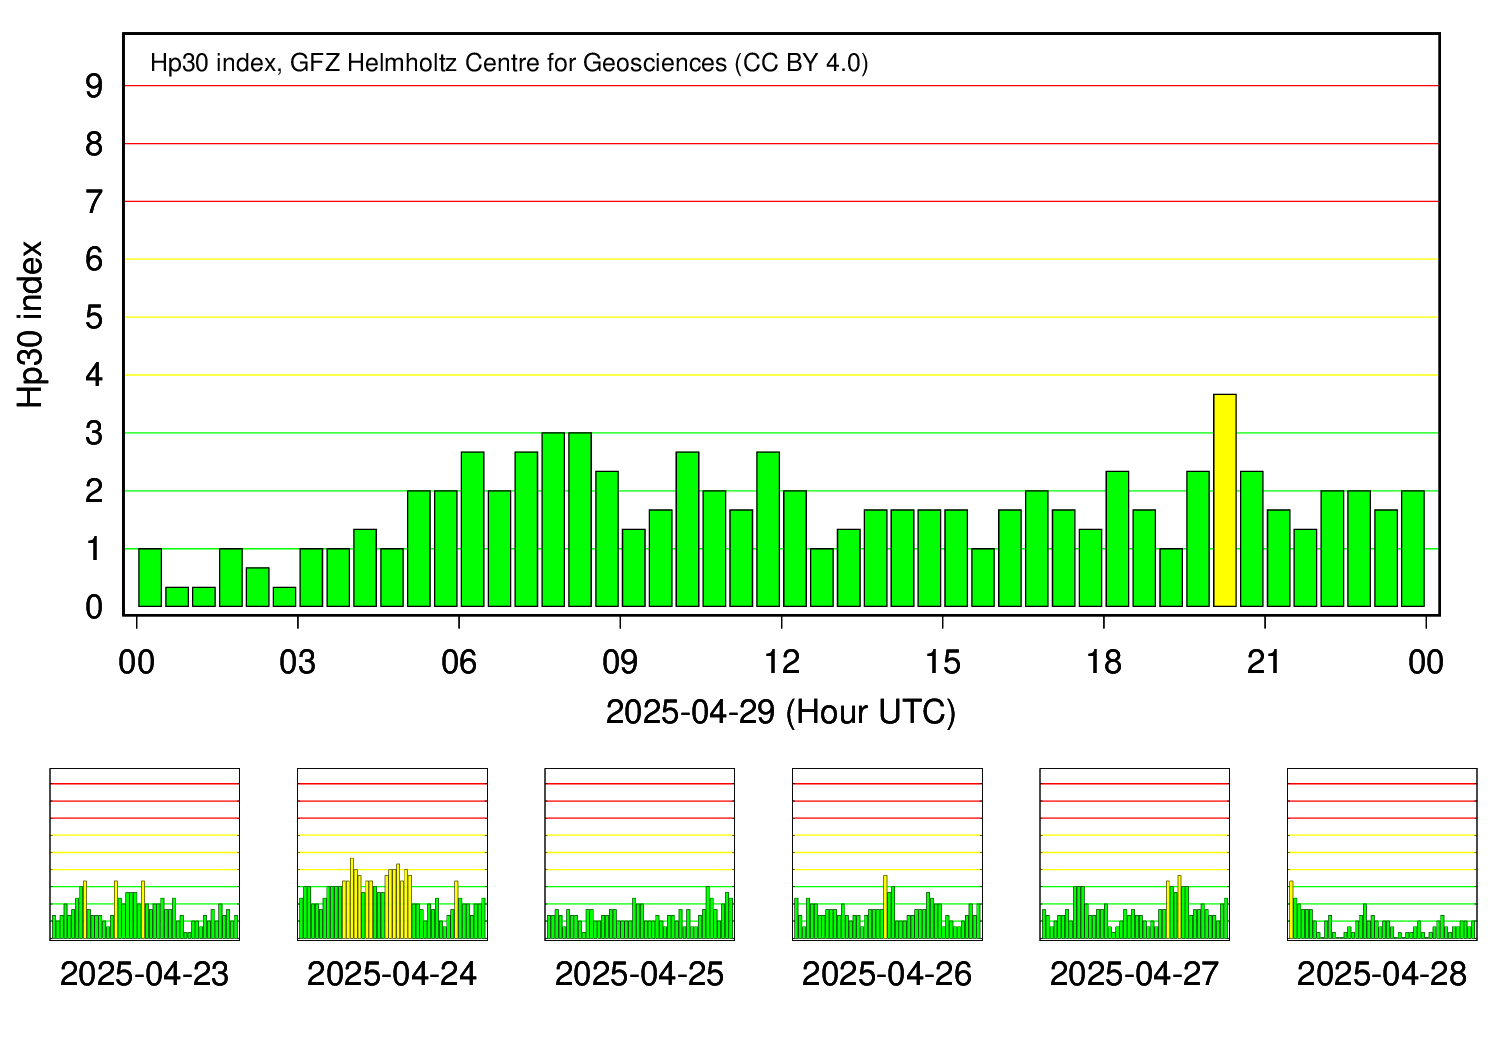 Hp30 index, GFZ Helmholtz Centre for Geosciences (CC BY 4.0)
9
8
7
6
5
4
3
2
1
0
Hp30 index
00 03 06 09 12 15 18 21 00
2025-04-29 (Hour UTC)
2025-04-23 2025-04-24 2025-04-25 2025-04-26 2025-04-27 2025-04-28